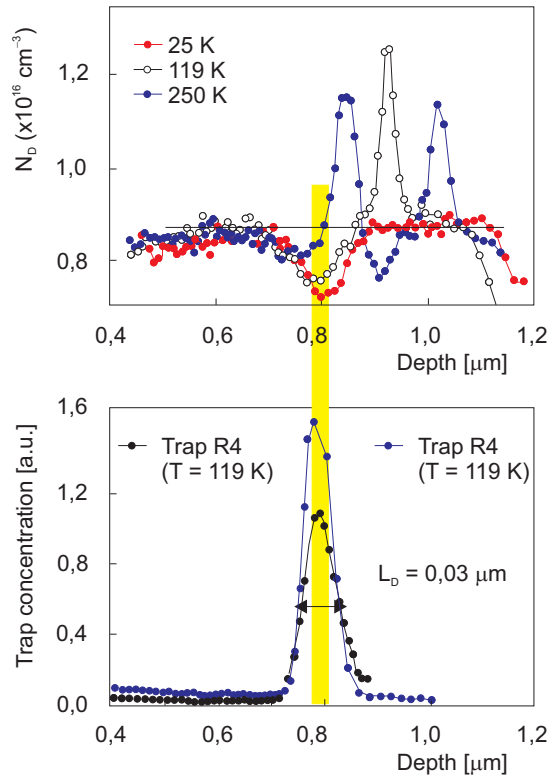 N_D (x10^16 cm^−3)
25 K
119 K
250 K
1,2
1,0
0,8
0,4 0,6 0,8 1,0 1,2
Depth [μm]
Trap concentration [a.u.]
1,6
1,2
0,8
0,4
0,0
Trap R4
(T = 119 K)
Trap R4
(T = 119 K)
L_D = 0,03 μm
0,4 0,6 0,8 1,0 1,2
Depth [μm]